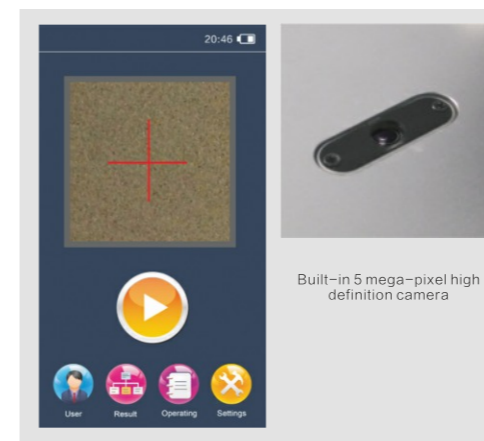 20:46
User Result Operating Settings
Built-in 5 mega-pixel high
definition camera